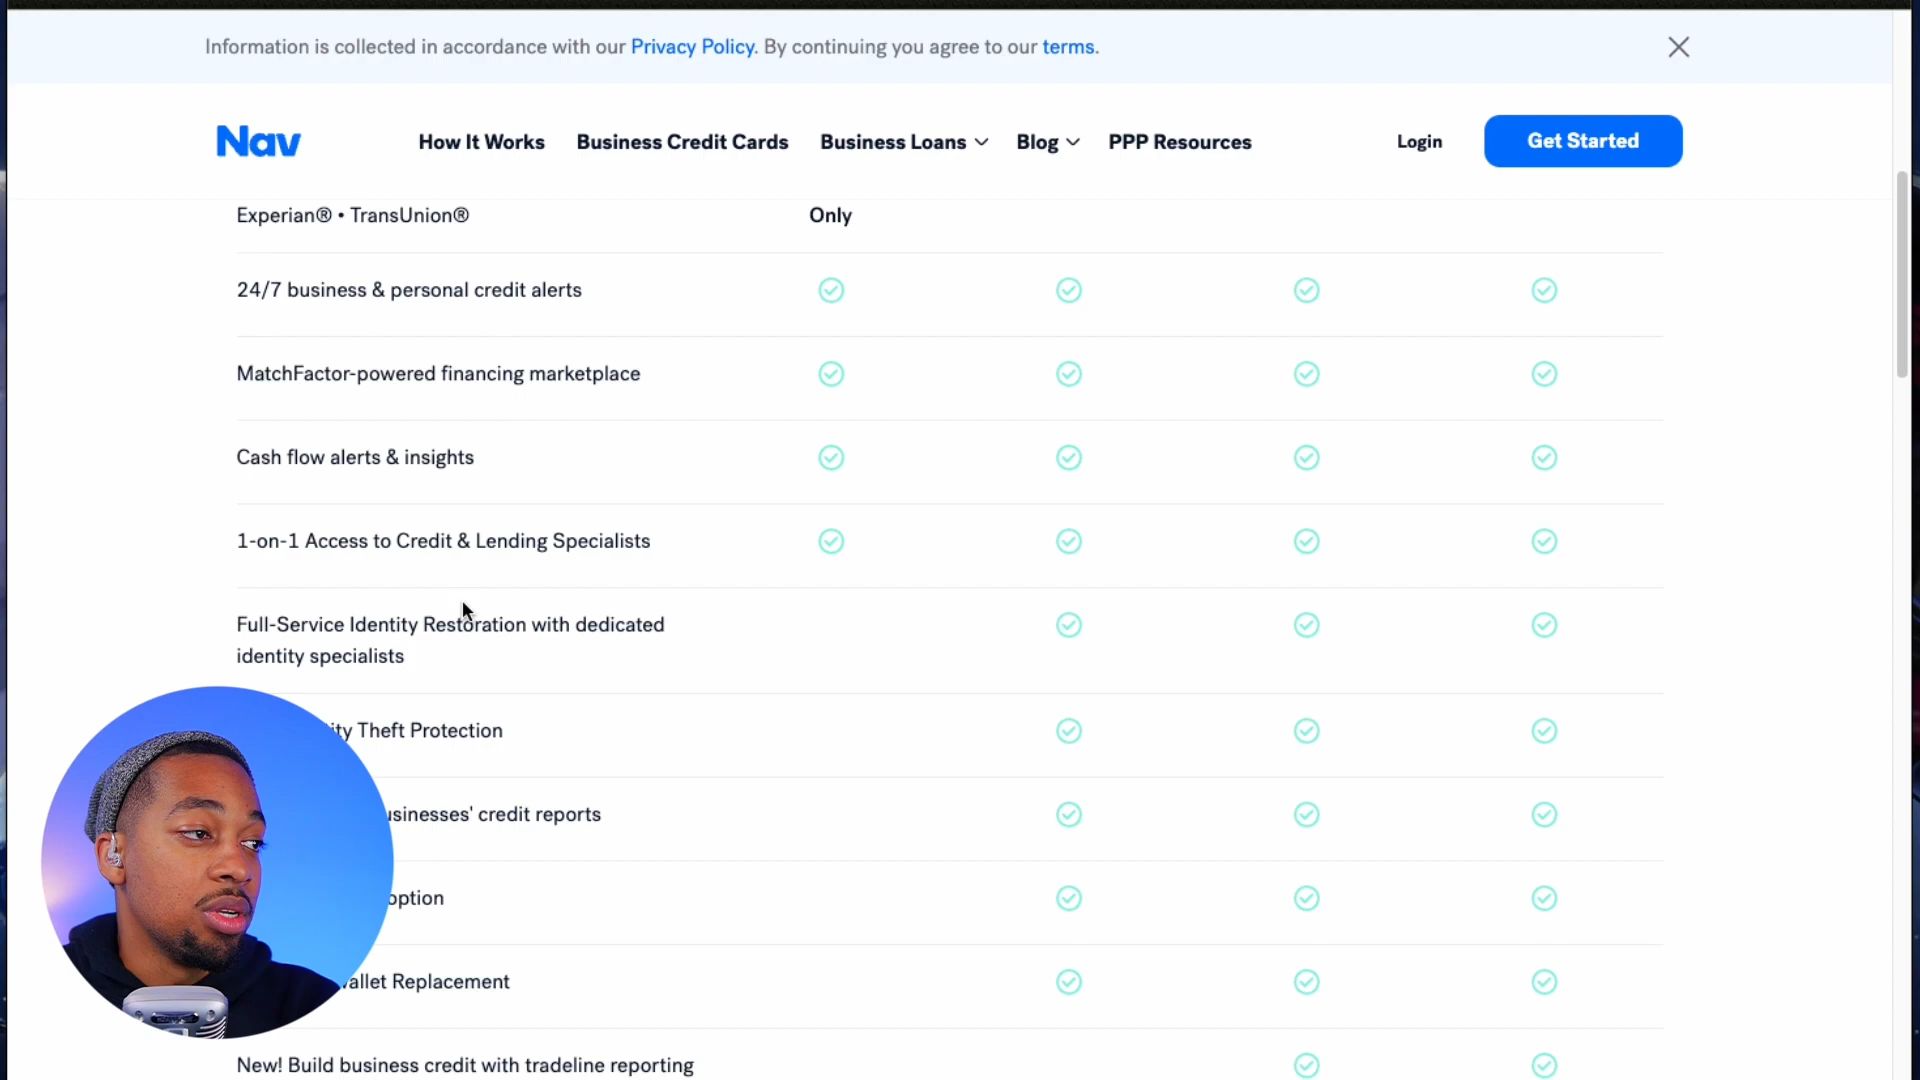 Information is collected in accordance with our Privacy Policy. By continuing you agree to our terms.
Nav How It Works Business Credit Cards Business Loans Blog PPP Resources Login Get Started
Experian® • TransUnion® Only
24/7 business & personal credit alerts
MatchFactor-powered financing marketplace
Cash flow alerts & insights
1-on-1 Access to Credit & Lending Specialists
Full-Service Identity Restoration with dedicated
identity specialists
Theft Protection
credit reports
option
Replacement
New! Build business credit with tradeline reporting